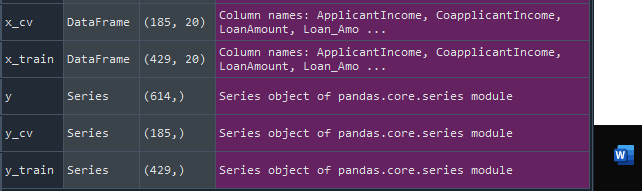 x_cv DataFrame (185, 20) Column names: ApplicantIncome, CoapplicantIncome,
LoanAmount, Loan_Amo ...
x_train DataFrame (429, 20) Column names: ApplicantIncome, CoapplicantIncome,
LoanAmount, Loan_Amo ...
y Series (614,) Series object of pandas.core.series module
y_cv Series (185,) Series object of pandas.core.series module
y_train Series (429,) Series object of pandas.core.series module
W